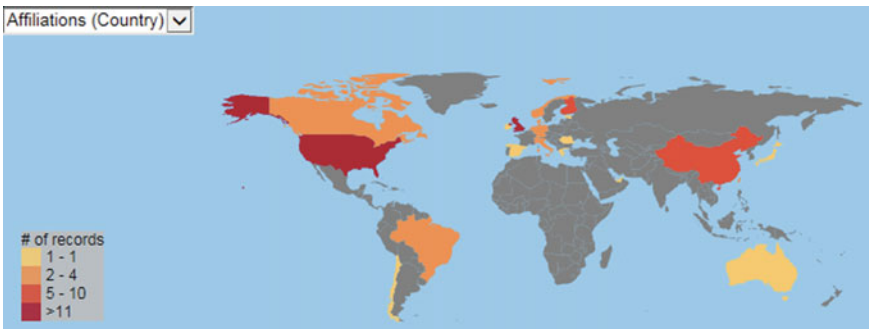 Affiliations (Country)
# of records
1 - 1
2 - 4
5 - 10
>11